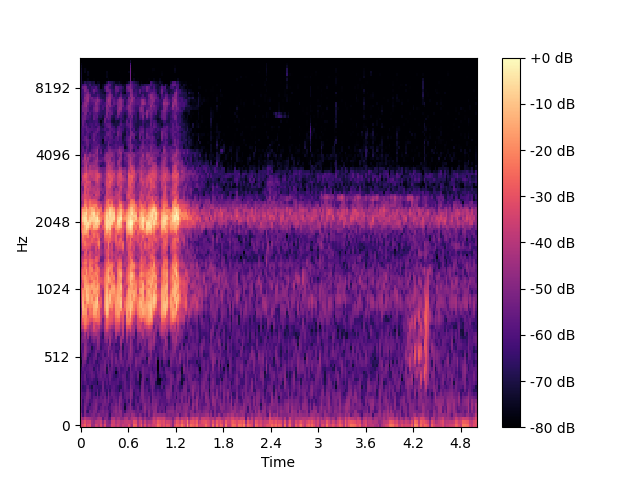 8192
4096
2048
1024
512
0
Hz
0 0.6 1.2 1.8 2.4 3 3.6 4.2 4.8
Time
+0 dB
-10 dB
-20 dB
-30 dB
-40 dB
-50 dB
-60 dB
-70 dB
-80 dB